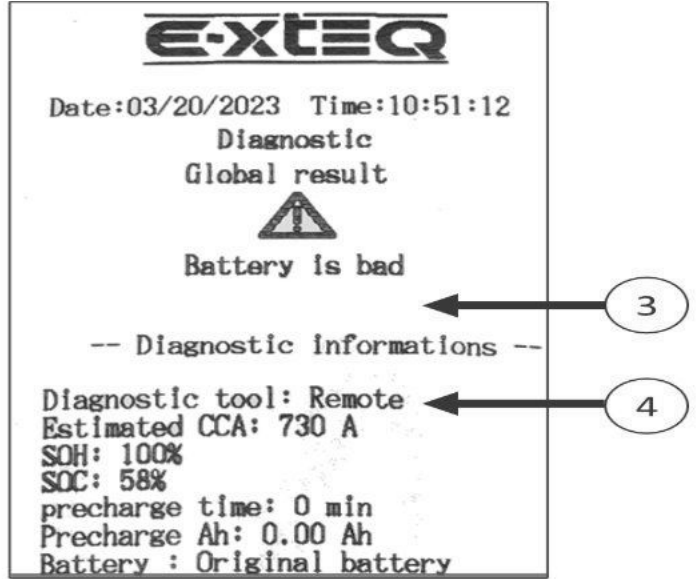 E-XTEQ
Date:03/20/2023 Time:10:51:12
Diagnostic
Global result
Battery is bad
3
-- Diagnostic informations --
Diagnostic tool: Remote
4
Estimated CCA: 730 A
SOH: 100%
SOC: 58%
precharge time: 0 min
Precharge Ah: 0.00 Ah
Battery : Original battery